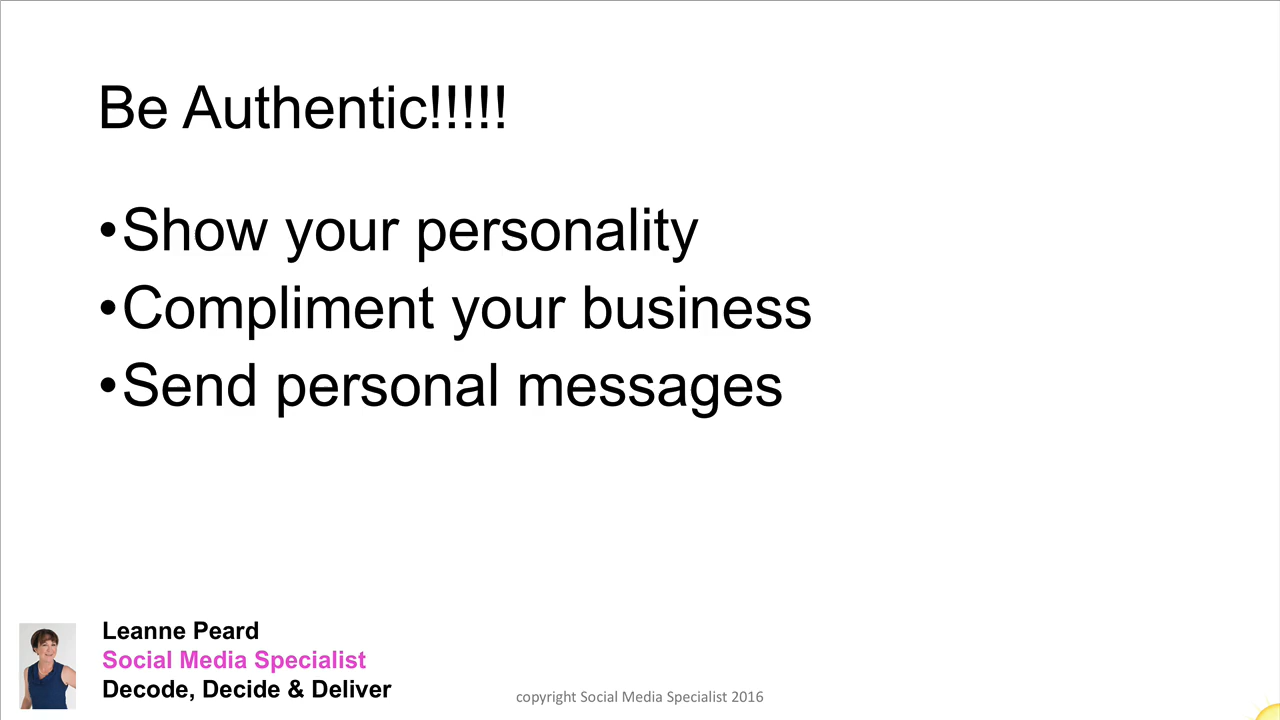 Be Authentic!!!!!
•Show your personality
•Compliment your business
•Send personal messages
Leanne Peard
Social Media Specialist
Decode, Decide & Deliver
copyright Social Media Specialist 2016